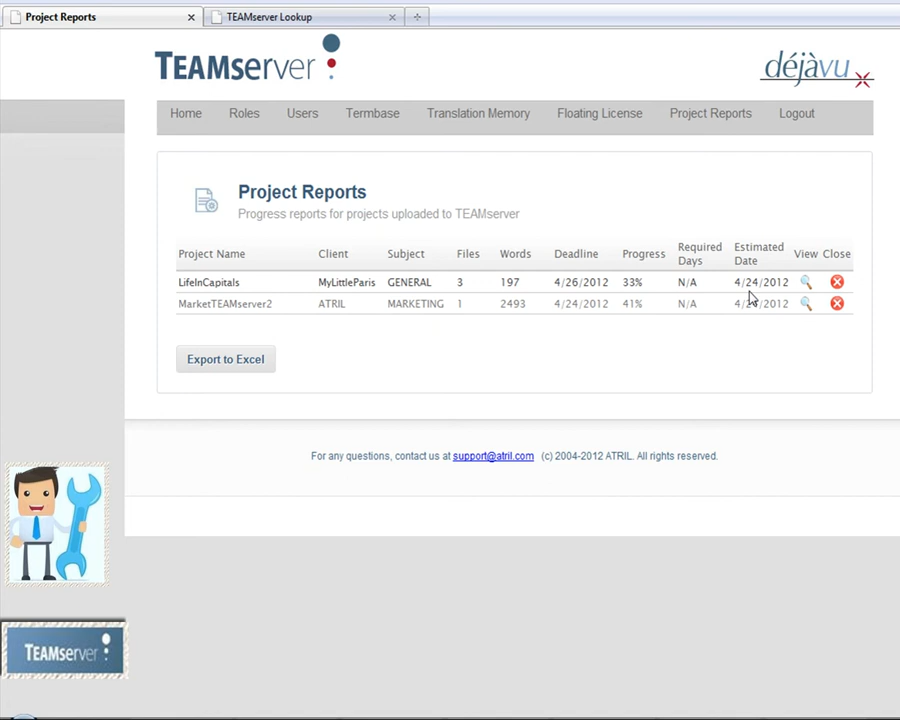 Project Reports
TEAMserver Lookup
TEAMserver
déjàvu
Home Roles Users Termbase Translation Memory Floating License Project Reports Logout
Project Reports
Progress reports for projects uploaded to TEAMserver
Project Name Client Subject Files Words Deadline Progress Required Days Estimated Date View Close
LifeInCapitals MyLittleParis GENERAL 3 197 4/26/2012 33% N/A 4/24/2012
MarketTEAMserver2 ATRIL MARKETING 1 2493 4/24/2012 41% N/A
Export to Excel
For any questions, contact us at support@atril.com (c) 2004-2012 ATRIL. All rights reserved.
TEAMserver